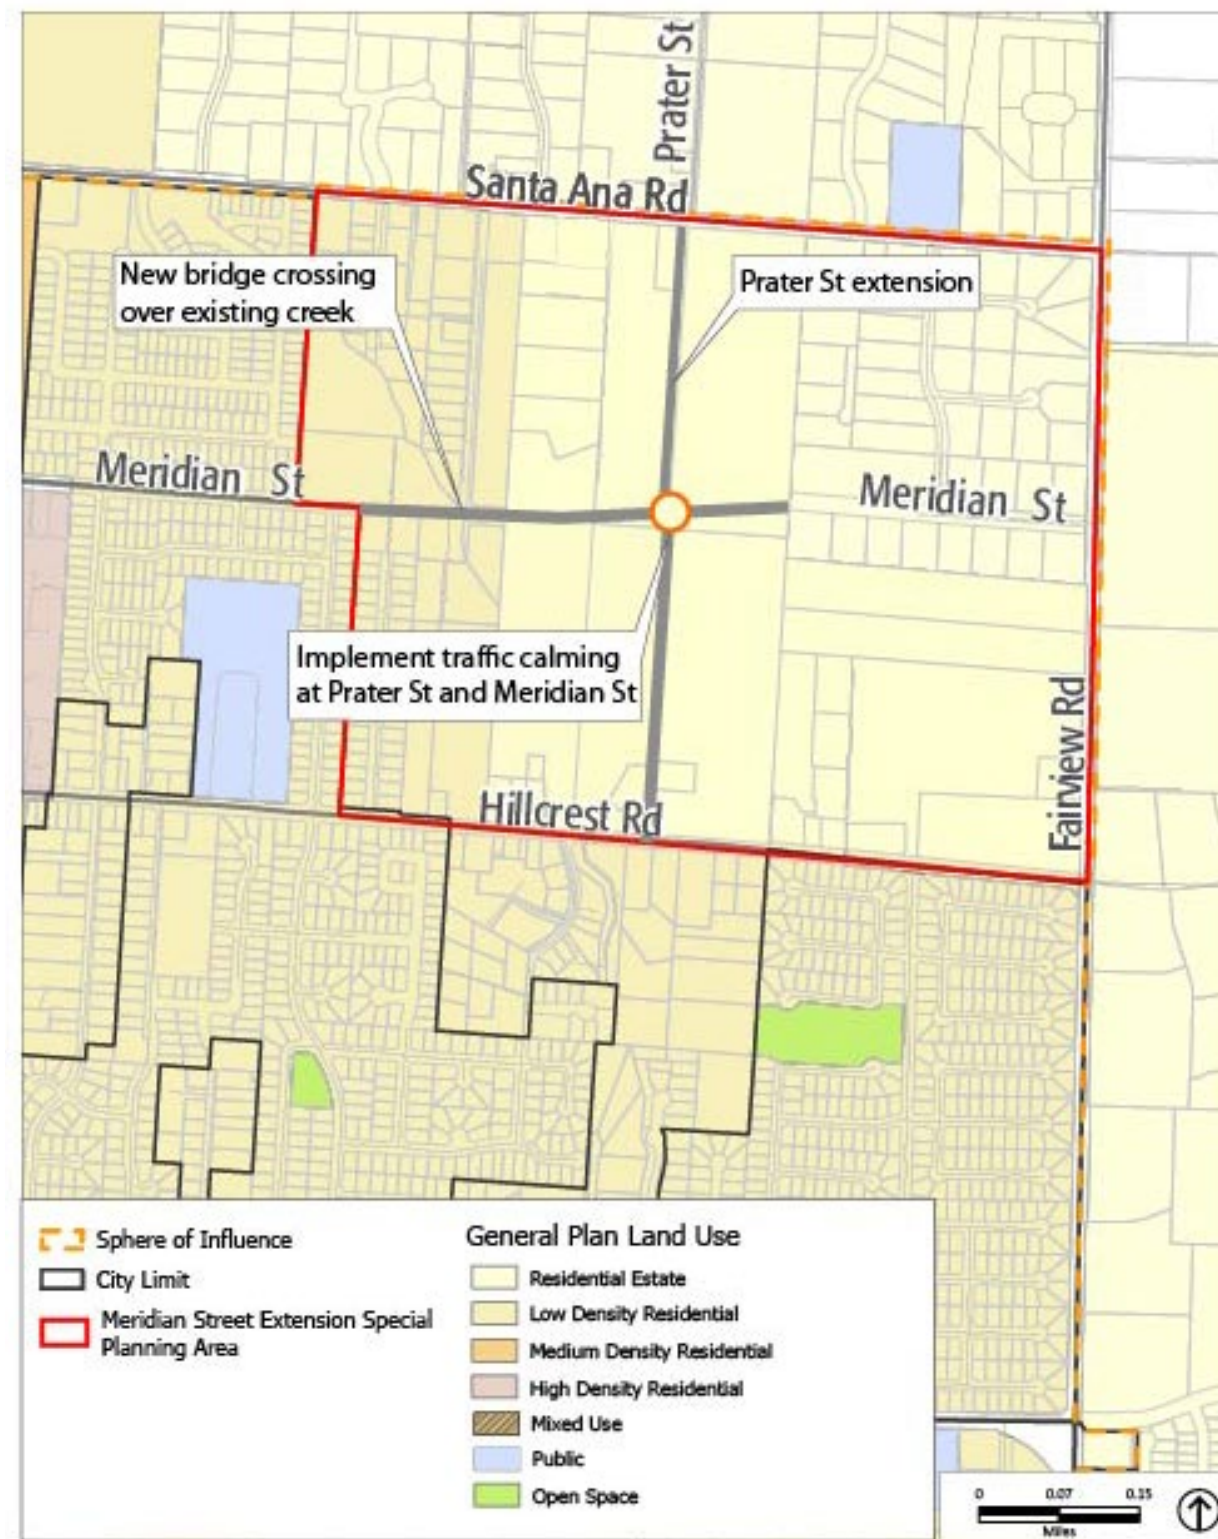 Prater St
Santa Ana Rd
New bridge crossing
over existing creek
Prater St extension
Meridian St
Meridian St
Implement traffic calming
at Prater St and Meridian St
Hillcrest Rd
Fairview Rd
Sphere of Influence
City Limit
Meridian Street Extension Special
Planning Area
General Plan Land Use
Residential Estate
Low Density Residential
Medium Density Residential
High Density Residential
Mixed Use
Public
Open Space
0 0.07 0.15
Miles